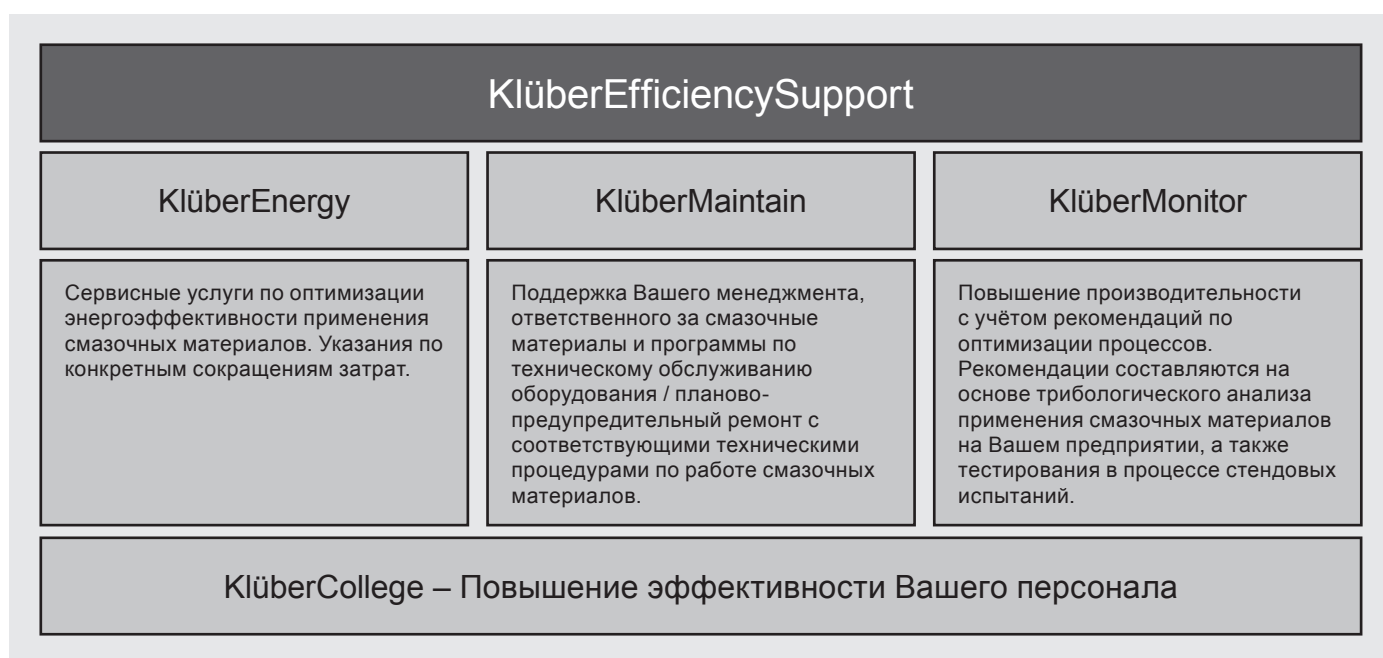 KlüberEfficiencySupport
KlüberEnergy
KlüberMaintain
KlüberMonitor
Сервисные услуги по оптимизации
энергоэффективности применения
смазочных материалов. Указания по
конкретным сокращениям затрат.
Поддержка Вашего менеджмента,
ответственного за смазочные
материалы и программы по
техническому обслуживанию
оборудования / планово-
предупредительный ремонт с
соответствующими техническими
процедурами по работе смазочных
материалов.
Повышение производительности
с учётом рекомендаций по
оптимизации процессов.
Рекомендации составляются на
основе трибологического анализа
применения смазочных материалов
на Вашем предприятии, а также
тестирования в процессе стендовых
испытаний.
KlüberCollege – Повышение эффективности Вашего персонала